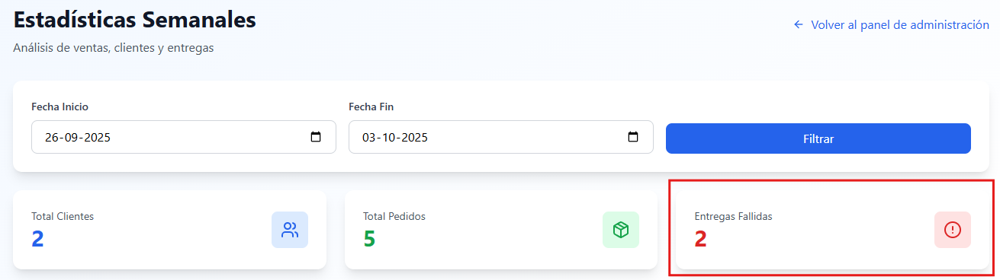 Estadísticas Semanales
Volver al panel de administración
Análisis de ventas, clientes y entregas
Fecha Inicio
Fecha Fin
26-09-2025
03-10-2025
Filtrar
Total Clientes
2
Total Pedidos
5
Entregas Fallidas
2